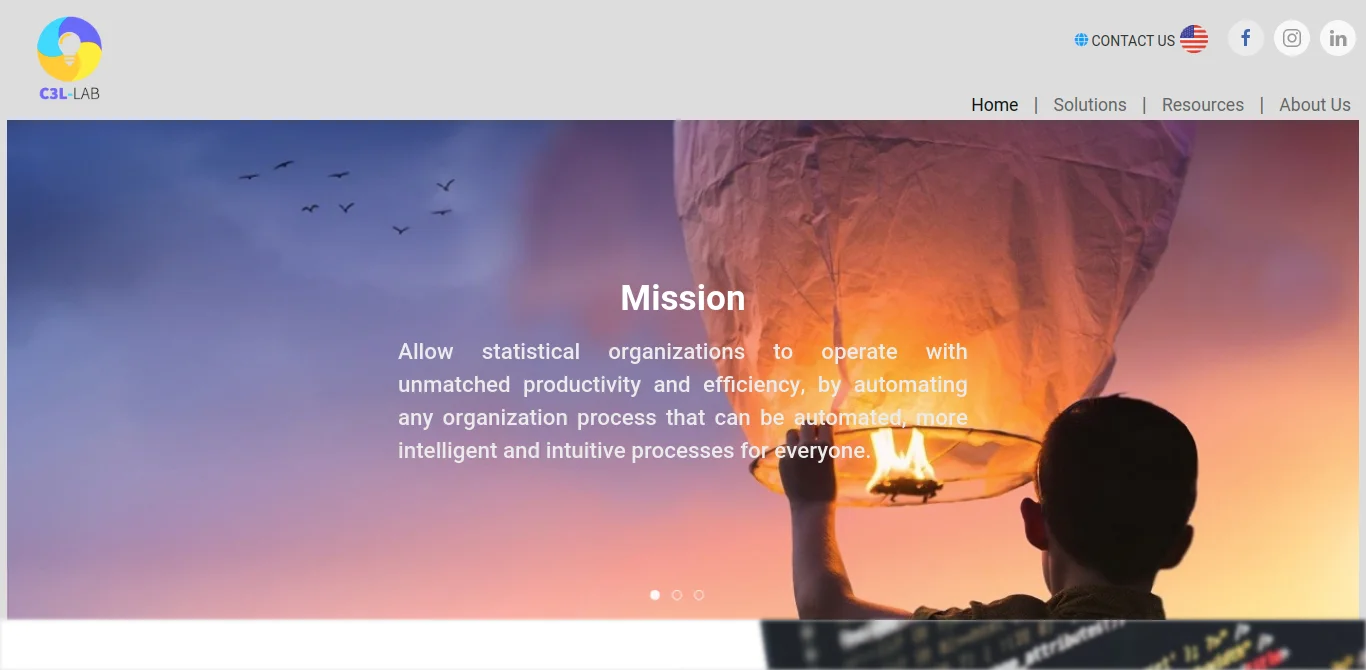 C3L-LAB
CONTACT US
Home | Solutions | Resources | About Us
Mission
Allow statistical organizations to operate with
unmatched productivity and efficiency, by automating
any organization process that can be automated, more
intelligent and intuitive processes for everyone.